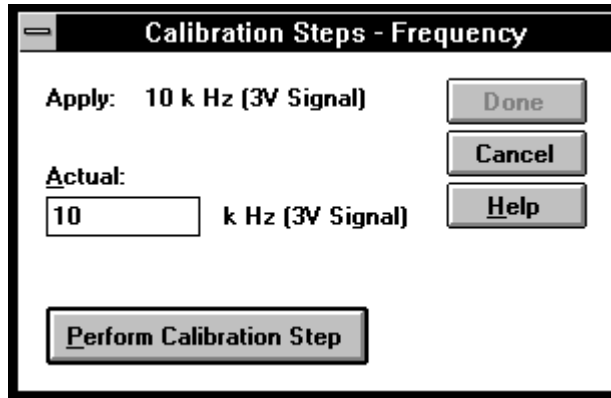 Calibration Steps - Frequency
Apply: 10 k Hz (3V Signal)
Done
Cancel
Actual:
10 k Hz (3V Signal)
Help
Perform Calibration Step